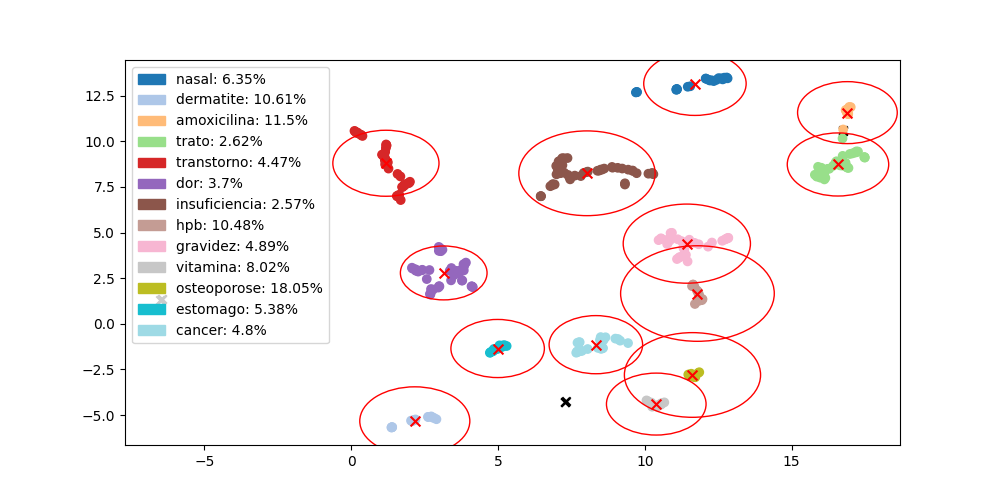 12.5
10.0
7.5
5.0
2.5
0.0
−2.5
−5.0
nasal: 6.35%
dermatite: 10.61%
amoxicilina: 11.5%
trato: 2.62%
transtorno: 4.47%
dor: 3.7%
insuficiencia: 2.57%
hpb: 10.48%
gravidez: 4.89%
vitamina: 8.02%
osteoporose: 18.05%
estomago: 5.38%
cancer: 4.8%
−5 0 5 10 15